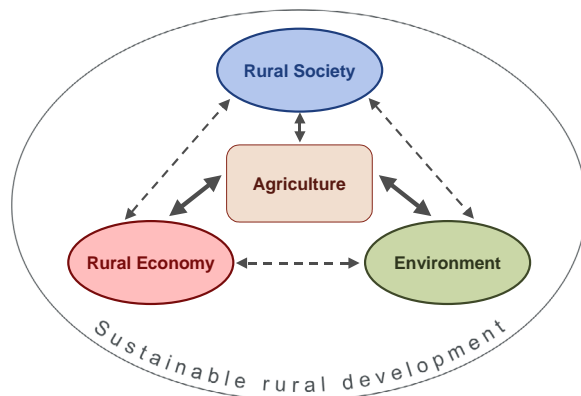 Rural Society
Agriculture
Rural Economy
Environment
Sustainable rural development